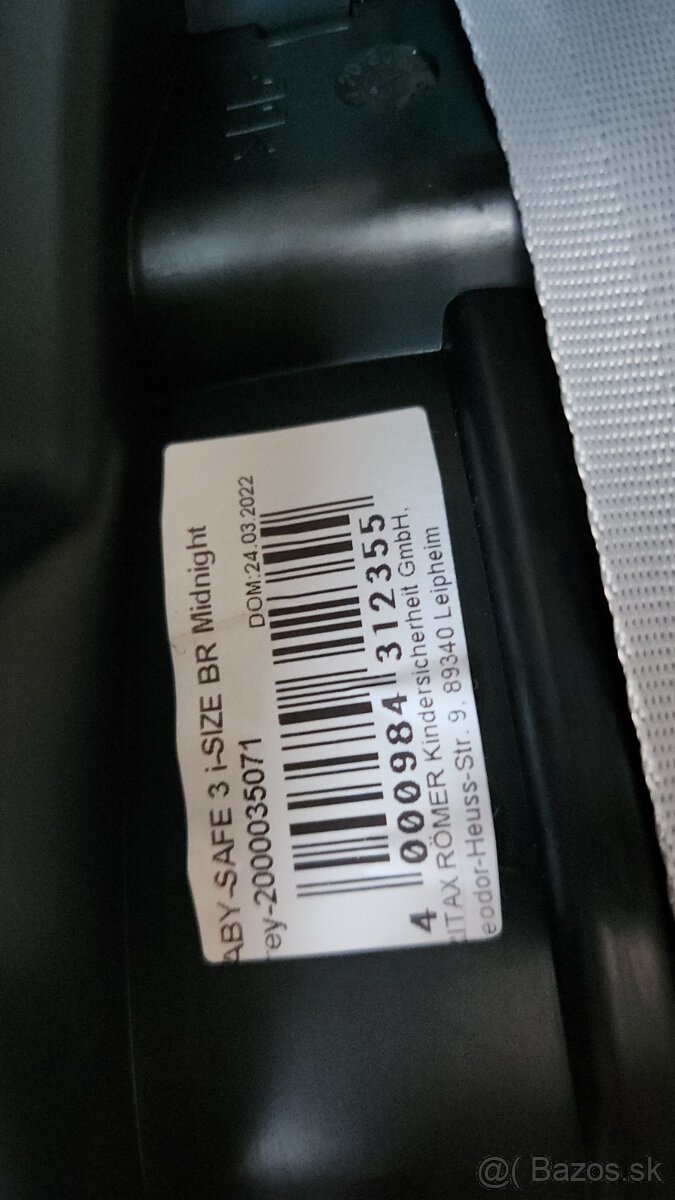 ABY-SAFE 3 i-SIZE BR Midnight
rey-2000035071
DOM:24.03.2022
4 000984 312355
ITAX RÖMER Kindersicherheit GmbH,
eodor-Heuss-Str. 9, 89340 Leipheim
@( Bazos.sk